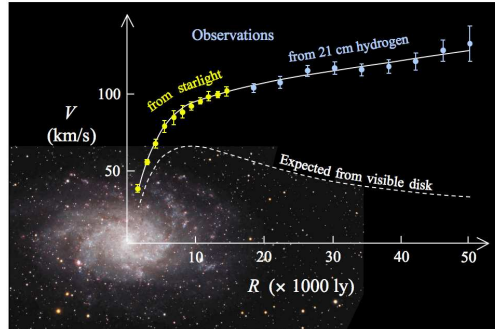 Observations
from 21 cm hydrogen
from starlight
100
V
(km/s)
Expected from visible disk
50
10
20
30
40
50
R (× 1000 ly)